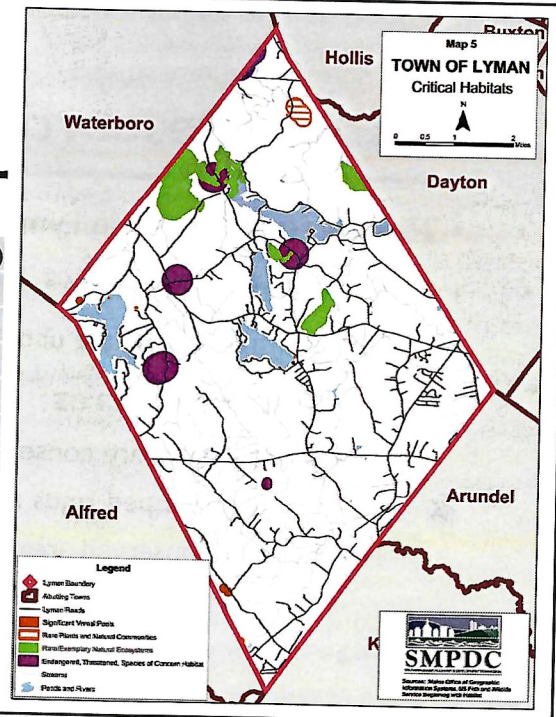 Buxton
Map 5
TOWN OF LYMAN
Critical Habitats
N
0 0.5 1 2
Miles
Hollis
Waterboro
Dayton
Arundel
Alfred
K
Legend
Lyman Boundary
Abutting Towns
Lyman Roads
Significant Vernal Pools
Rare Plants and Natural Communities
Rare/Exemplary Natural Ecosystems
Endangered, Threatened, Species of Concern Habitat
Streams
Ponds and Rivers
SMPDC
Sources: Maine Office of Geographic
Information Systems, US Fish and Wildlife
Service Beginning with Habitat